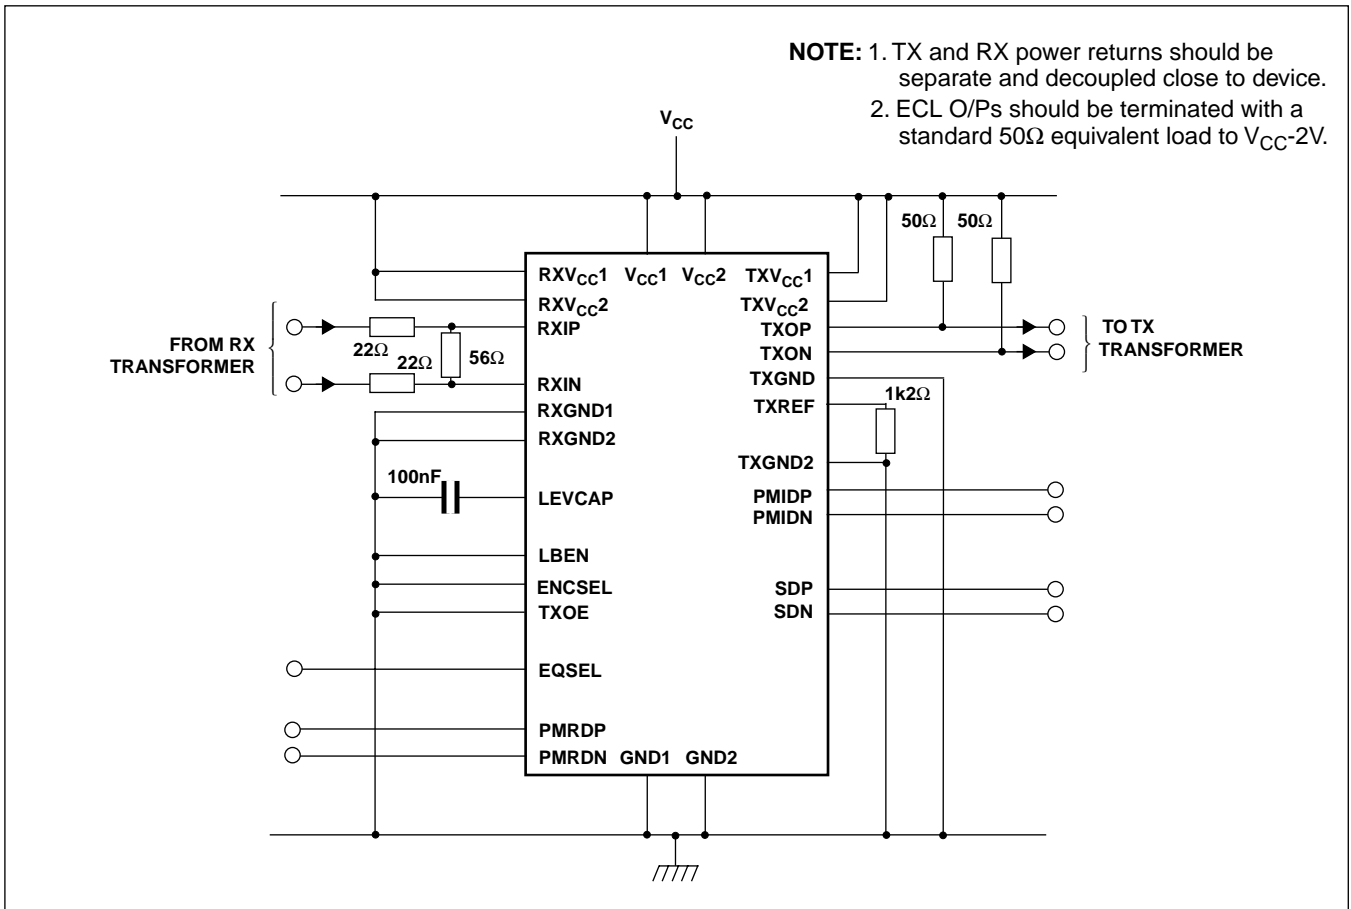 NOTE: 1. TX and RX power returns should be
separate and decoupled close to device.
2. ECL O/Ps should be terminated with a
standard 50Ω equivalent load to VCC-2V.
VCC
50Ω 50Ω
RXVCC1 VCC1 VCC2 TXVCC1
RXVCC2 TXVCC2
RXIP TXOP
FROM RX
TRANSFORMER
22Ω
22Ω
56Ω
TXON
TO TX
TRANSFORMER
RXIN TXGND
RXGND1 TXREF
1k2Ω
RXGND2
TXGND2
100nF
LEVCAP
PMIDP
PMIDN
LBEN
ENCSEL SDP
TXOE SDN
EQSEL
PMRDP
PMRDN GND1 GND2